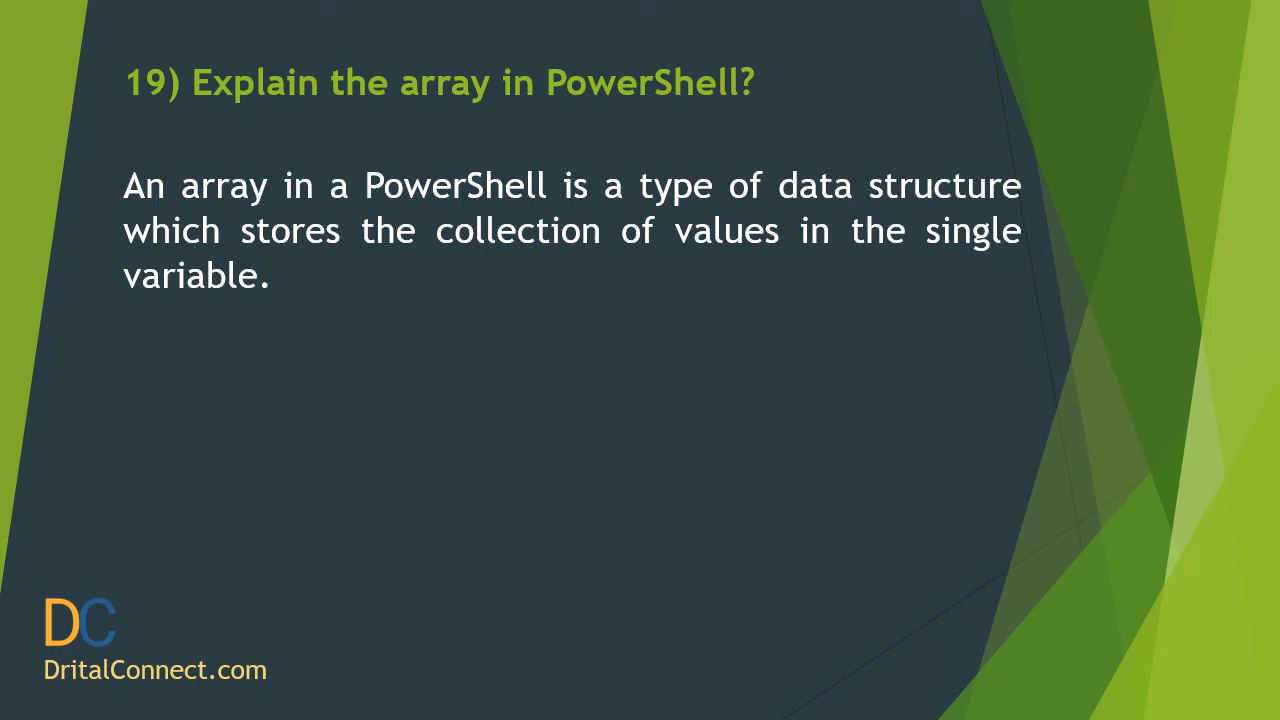 19) Explain the array in PowerShell?
An array in a PowerShell is a type of data structure
which stores the collection of values in the single
variable.
DC
DritalConnect.com